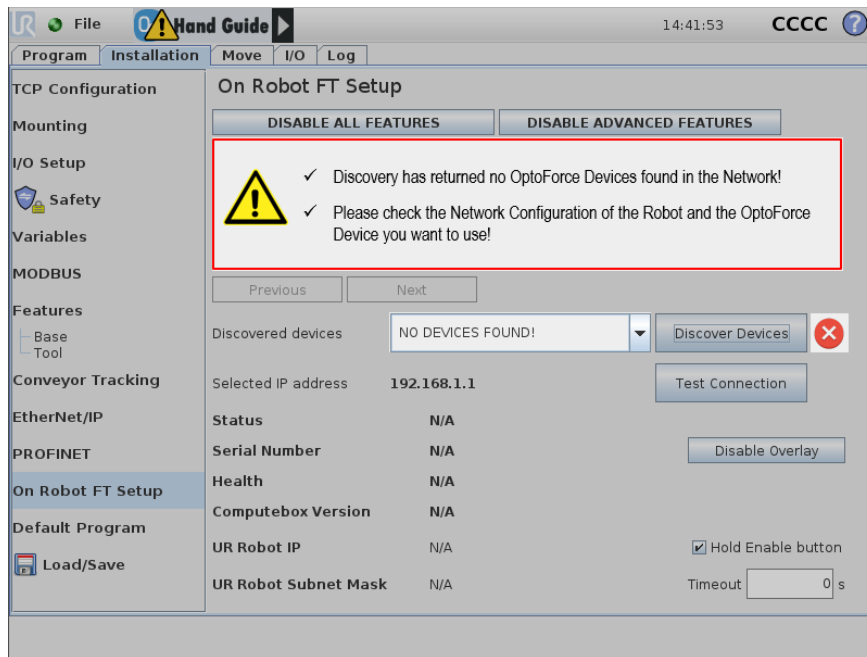 UR File O Hand Guide 14:41:53 CCCC ?
Program Installation Move I/O Log
TCP Configuration
Mounting
I/O Setup
Safety
Variables
MODBUS
Features
Base
Tool
Conveyor Tracking
EtherNet/IP
PROFINET
On Robot FT Setup
Default Program
Load/Save
On Robot FT Setup
DISABLE ALL FEATURES DISABLE ADVANCED FEATURES
✓ Discovery has returned no OptoForce Devices found in the Network!
✓ Please check the Network Configuration of the Robot and the OptoForce
Device you want to use!
Previous Next
Discovered devices NO DEVICES FOUND! Discover Devices
Selected IP address 192.168.1.1 Test Connection
Status N/A
Serial Number N/A Disable Overlay
Health N/A
Computebox Version N/A
UR Robot IP N/A Hold Enable button
UR Robot Subnet Mask N/A Timeout 0 s